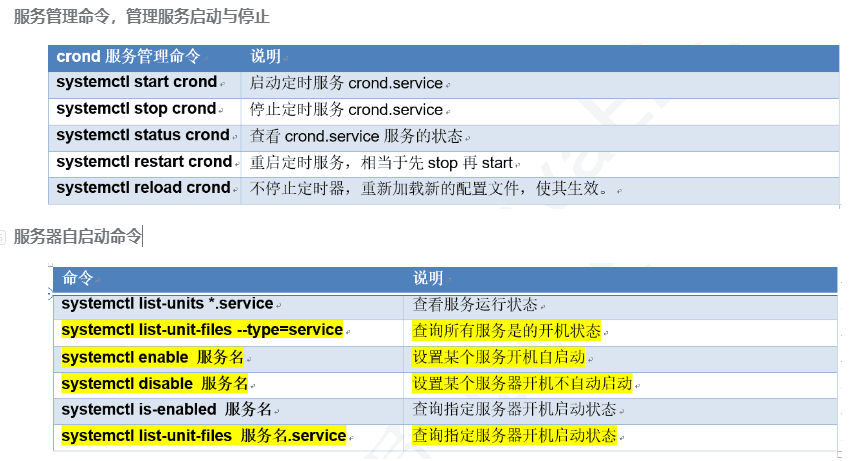 服务管理命令，管理服务启动与停止
crond 服务管理命令 说明
systemctl start crond 启动定时服务 crond.service
systemctl stop crond 停止定时服务 crond.service
systemctl status crond 查看 crond.service 服务的状态
systemctl restart crond 重启定时服务，相当于先 stop 再 start
systemctl reload crond 不停止定时器，重新加载新的配置文件，使其生效。
服务器自启动命令
命令 说明
systemctl list-units *.service 查看服务运行状态
systemctl list-unit-files --type=service 查询所有服务是的开机状态
systemctl enable 服务名 设置某个服务开机自启动
systemctl disable 服务名 设置某个服务器开机不自动启动
systemctl is-enabled 服务名 查询指定服务器开机启动状态
systemctl list-unit-files 服务名.service 查询指定服务器开机启动状态